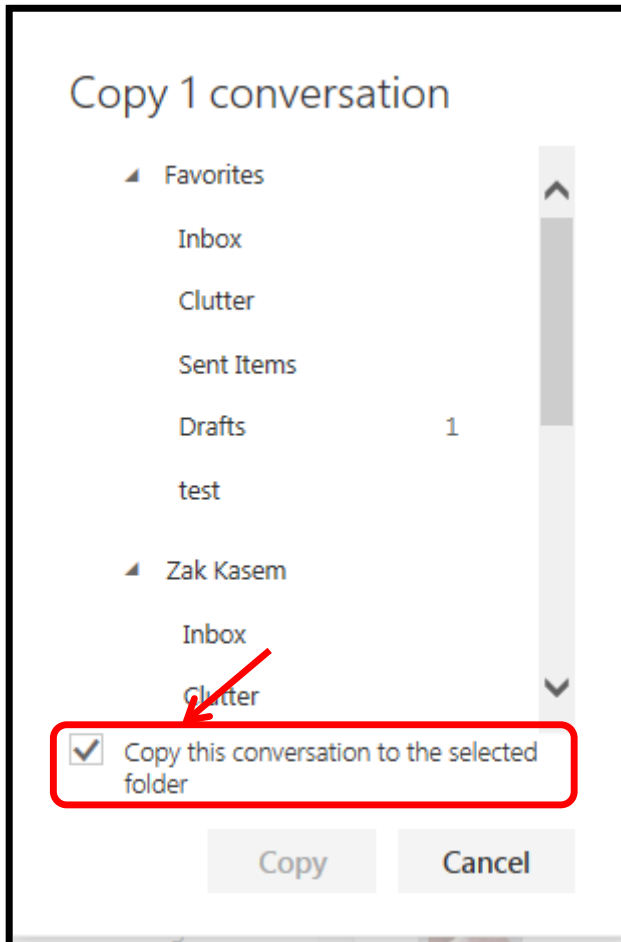 Copy 1 conversation
Favorites
Inbox
Clutter
Sent Items
Drafts 1
test
Zak Kasem
Inbox
Clutter
Copy this conversation to the selected
folder
Copy Cancel